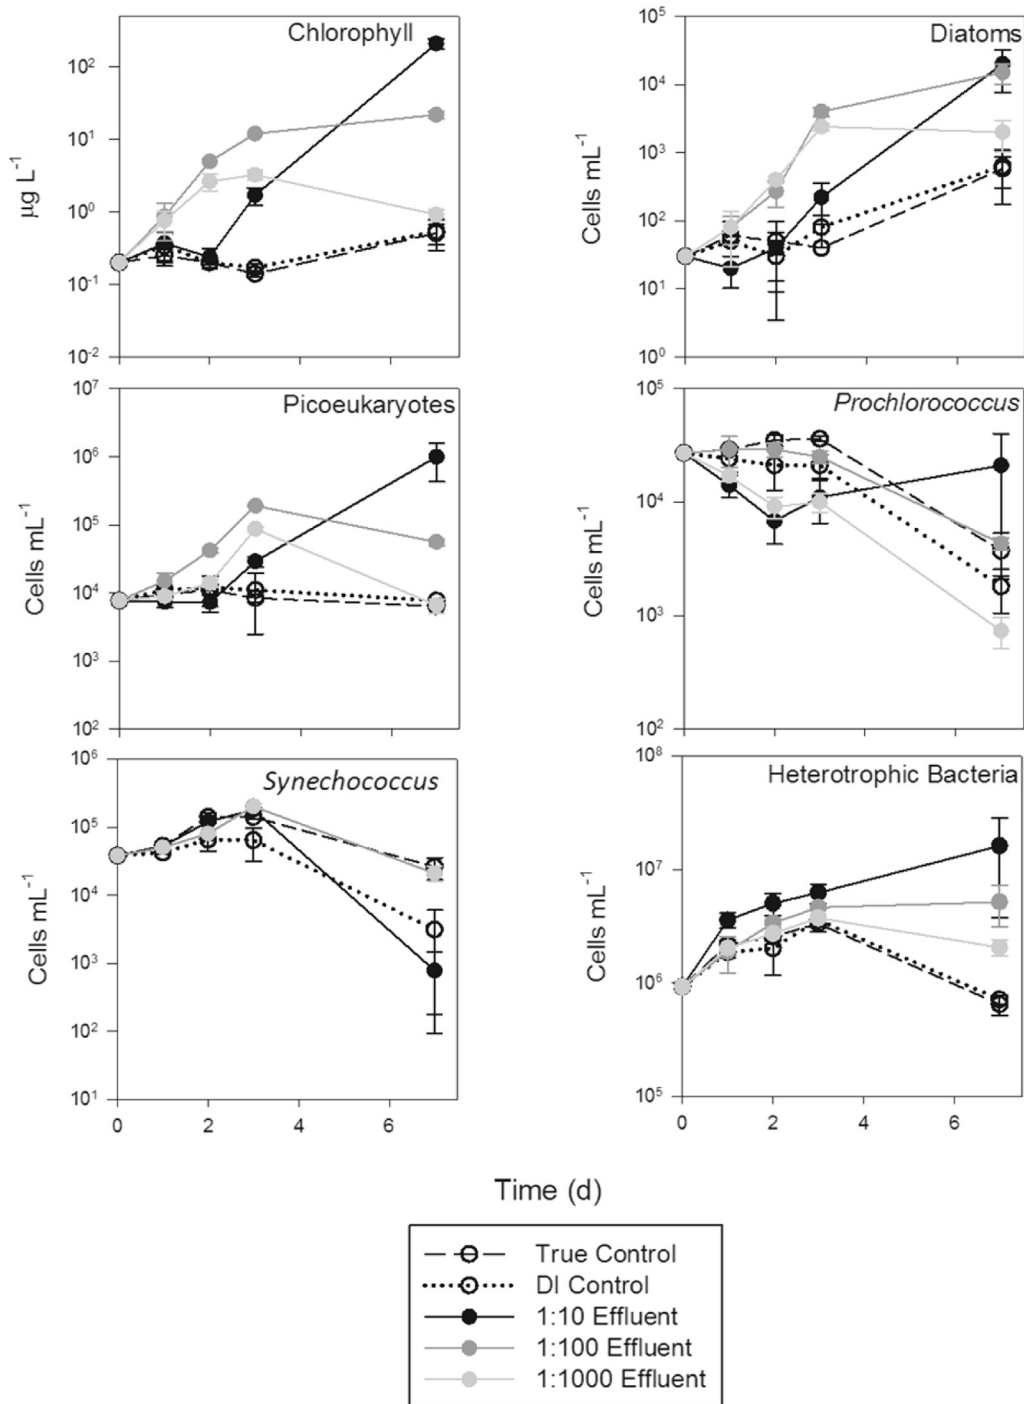 Chlorophyll
µg L⁻¹
10²
10¹
10⁰
10⁻¹
10⁻²
Diatoms
Cells mL⁻¹
10⁵
10⁴
10³
10²
10¹
10⁰
Picoeukaryotes
Cells mL⁻¹
10⁷
10⁶
10⁵
10⁴
10³
10²
Prochlorococcus
Cells mL⁻¹
10⁵
10⁴
10³
10²
Synechococcus
Cells mL⁻¹
10⁶
10⁵
10⁴
10³
10²
10¹
0 2 4 6
Heterotrophic Bacteria
Cells mL⁻¹
10⁸
10⁷
10⁶
10⁵
0 2 4 6
Time (d)
True Control
DI Control
1:10 Effluent
1:100 Effluent
1:1000 Effluent